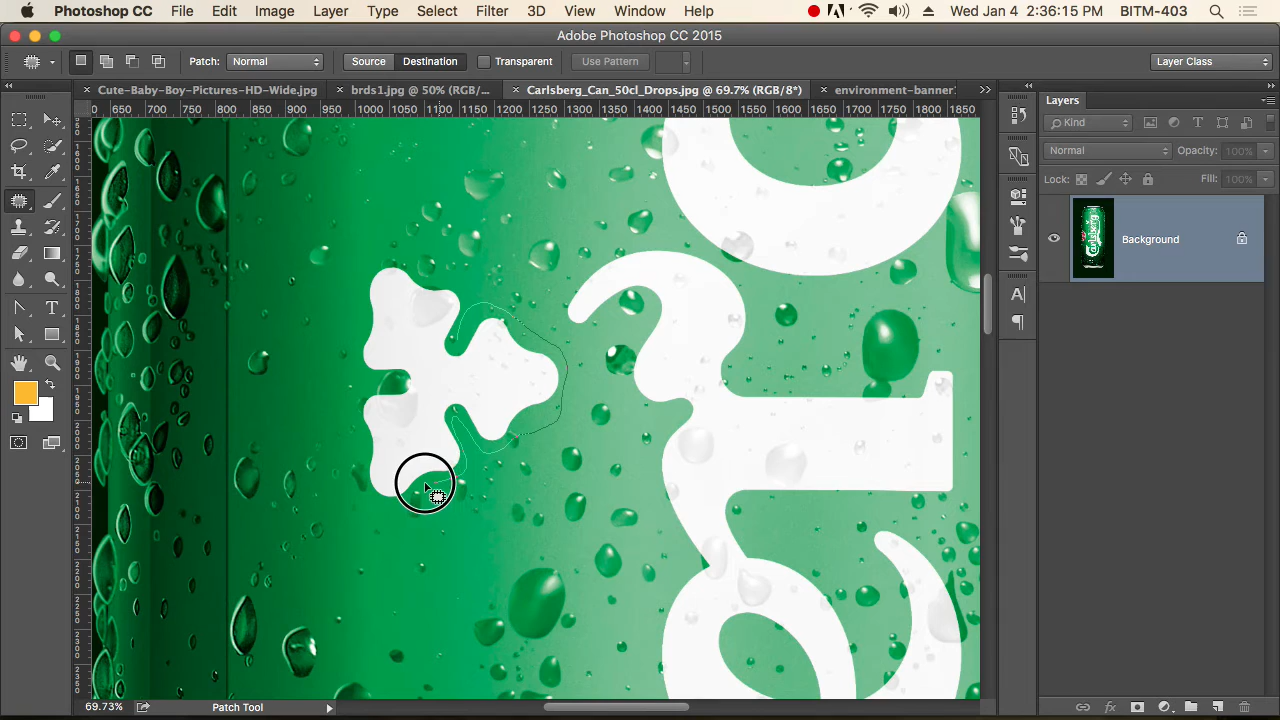 Photoshop CC File Edit Image Layer Type Select Filter 3D View Window Help Wed Jan 4 2:36:15 PM BITM-403
Adobe Photoshop CC 2015
Patch: Normal Source Destination Transparent Use Pattern Layer Class
× Cute-Baby-Boy-Pictures-HD-Wide.jpg × brds1.jpg @ 50% (RGB/... × Carlsberg_Can_50cl_Drops.jpg @ 69.7% (RGB/8*) × environment-banner
650 700 750 800 850 900 950 1000 1050 1100 1150 1200 1250 1300 1350 1400 1450 1500 1550 1600 1650 1700 1750 1800 1850
Layers
Kind
Normal Opacity: 100%
Lock: Fill: 100%
Background
69.73% Patch Tool